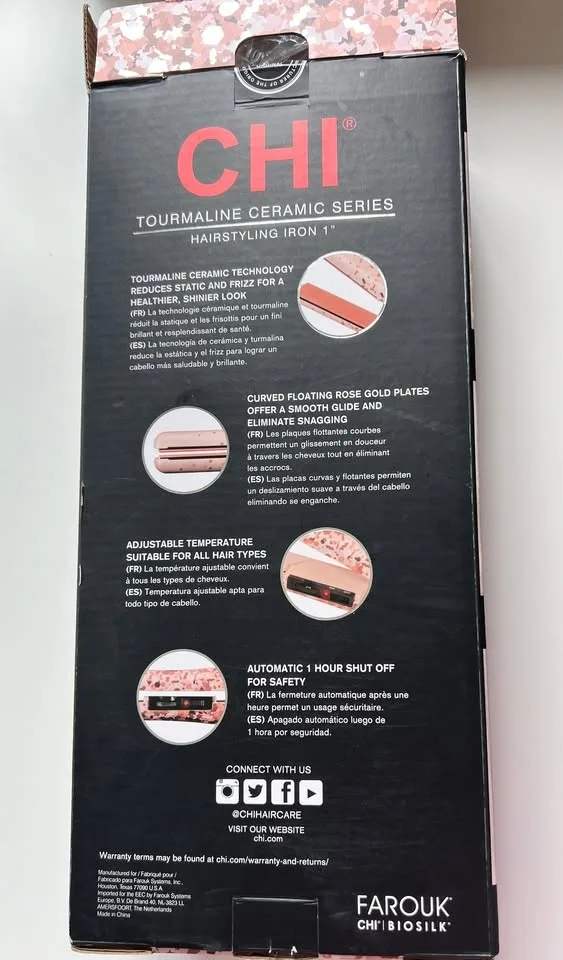 CHI®
TOURMALINE CERAMIC SERIES
HAIRSTYLING IRON 1"
TOURMALINE CERAMIC TECHNOLOGY
REDUCES STATIC AND FRIZZ FOR A
HEALTHIER, SHINIER LOOK
(FR) La technologie céramique et tourmaline
réduit la statique et les frisottis pour un fini
brillant et resplendissant de santé.
(ES) La tecnología de cerámica y turmalina
reduce la estática y el frizz para lograr un
cabello más saludable y brillante.
CURVED FLOATING ROSE GOLD PLATES
OFFER A SMOOTH GLIDE AND
ELIMINATE SNAGGING
(FR) Les plaques flottantes courbes
permettent un glissement en douceur
à travers les cheveux tout en éliminant
les accrocs.
(ES) Las placas curvas y flotantes permiten
un deslizamiento suave a través del cabello
eliminando se enganche.
ADJUSTABLE TEMPERATURE
SUITABLE FOR ALL HAIR TYPES
(FR) La température ajustable convient
à tous les types de cheveux.
(ES) Temperatura ajustable apta para
todo tipo de cabello.
AUTOMATIC 1 HOUR SHUT OFF
FOR SAFETY
(FR) La fermeture automatique après une
heure permet un usage sécuritaire.
(ES) Apagado automático luego de
1 hora por seguridad.
CONNECT WITH US
@CHIHAIRCARE
VISIT OUR WEBSITE
chi.com
Warranty terms may be found at chi.com/warranty-and-returns/
Manufactured for / Fabriqué pour /
Fabricado para Farouk Systems, Inc.,
Houston, Texas 77090 U.S.A
Imported for the EEC by Farouk Systems
Europe, B.V. De Brand 40. NL-3823 LL
AMERSFOORT, The Netherlands
Made in China
FAROUK
CHI | BIOSILK